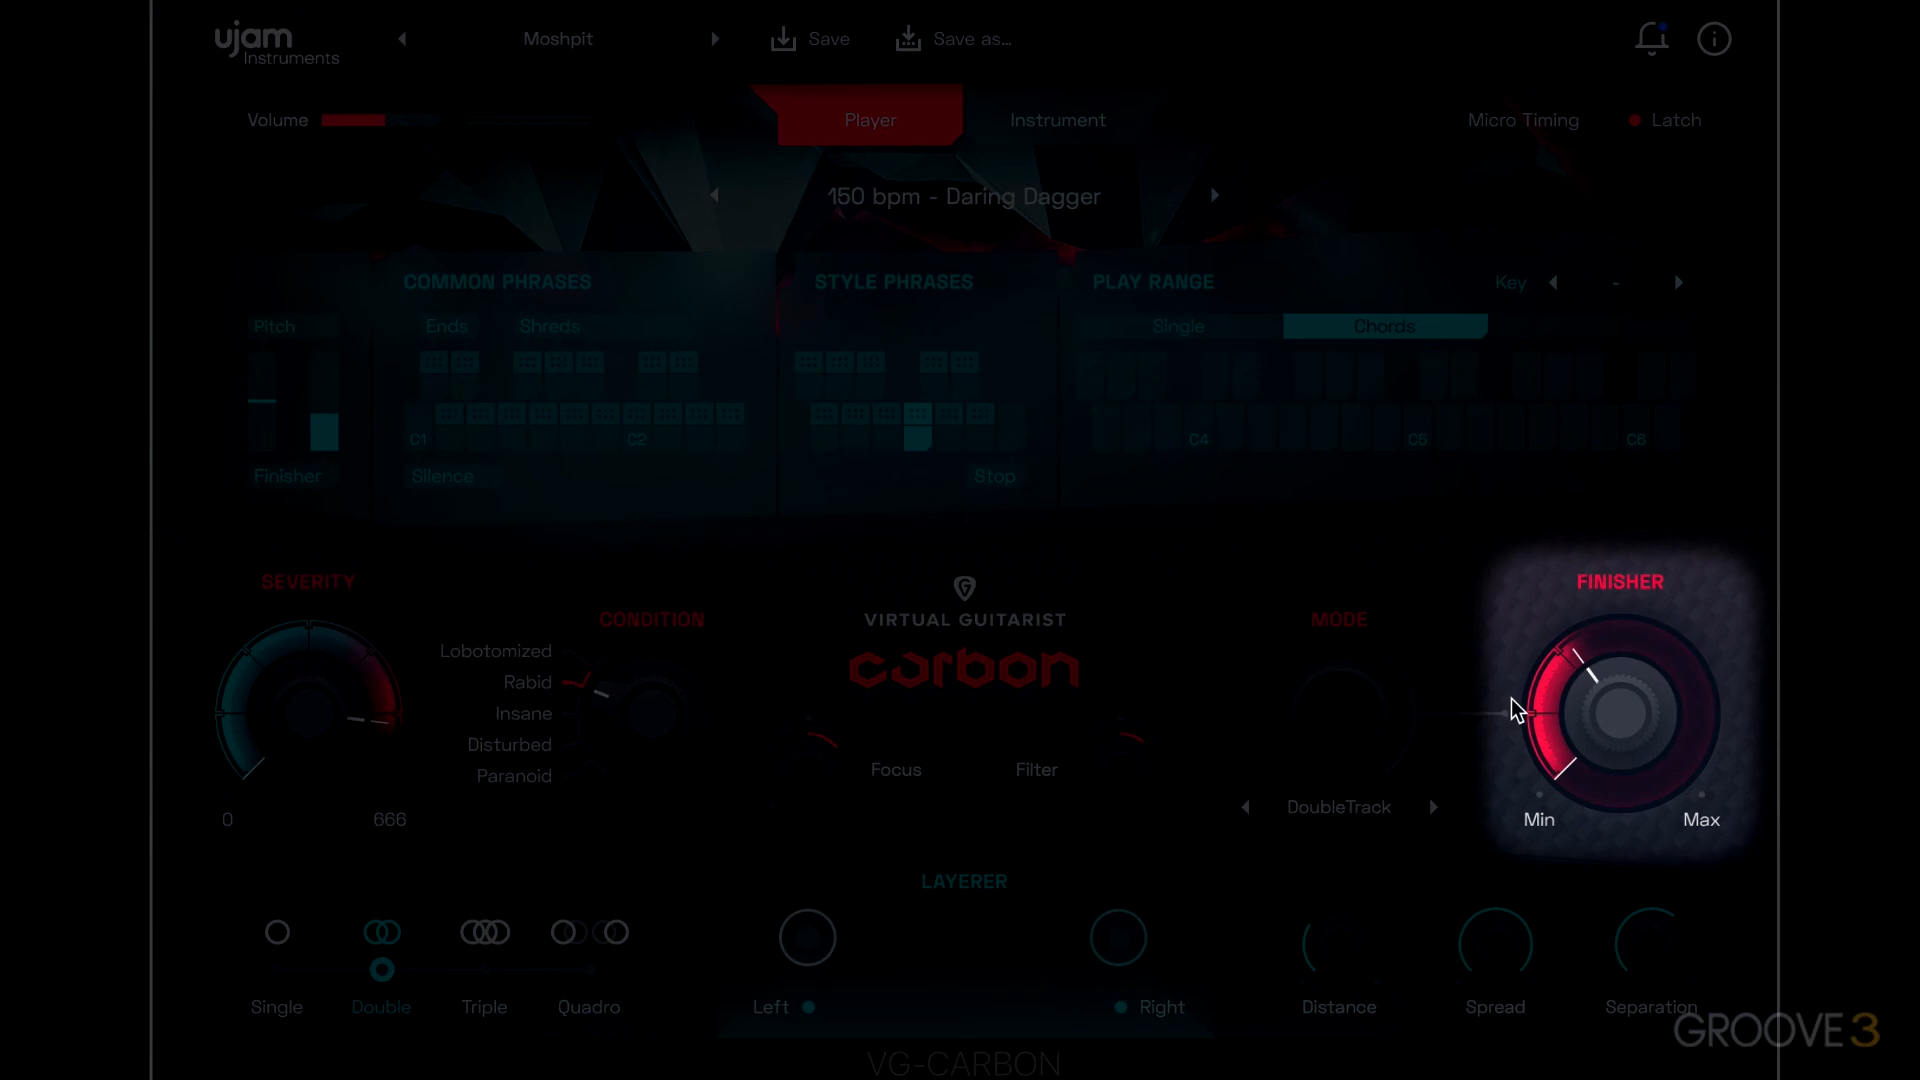 ujam
Instruments
Moshpit
Save
Save as...
Volume
Player
Instrument
Micro Timing
Latch
150 bpm - Daring Dagger
COMMON PHRASES
STYLE PHRASES
PLAY RANGE
Key
-
Pitch
Ends
Shreds
Single
Chords
C1
C2
C4
C5
C6
Finisher
Silence
Stop
SEVERITY
FINISHER
CONDITION
VIRTUAL GUITARIST
MODE
Lobotomized
carbon
Rabid
Insane
Disturbed
Paranoid
Focus
Filter
DoubleTrack
0
666
Min
Max
LAYERER
Single
Double
Triple
Quadro
Left
Right
Distance
Spread
Separation
GROOVE 3
VG-CARBON